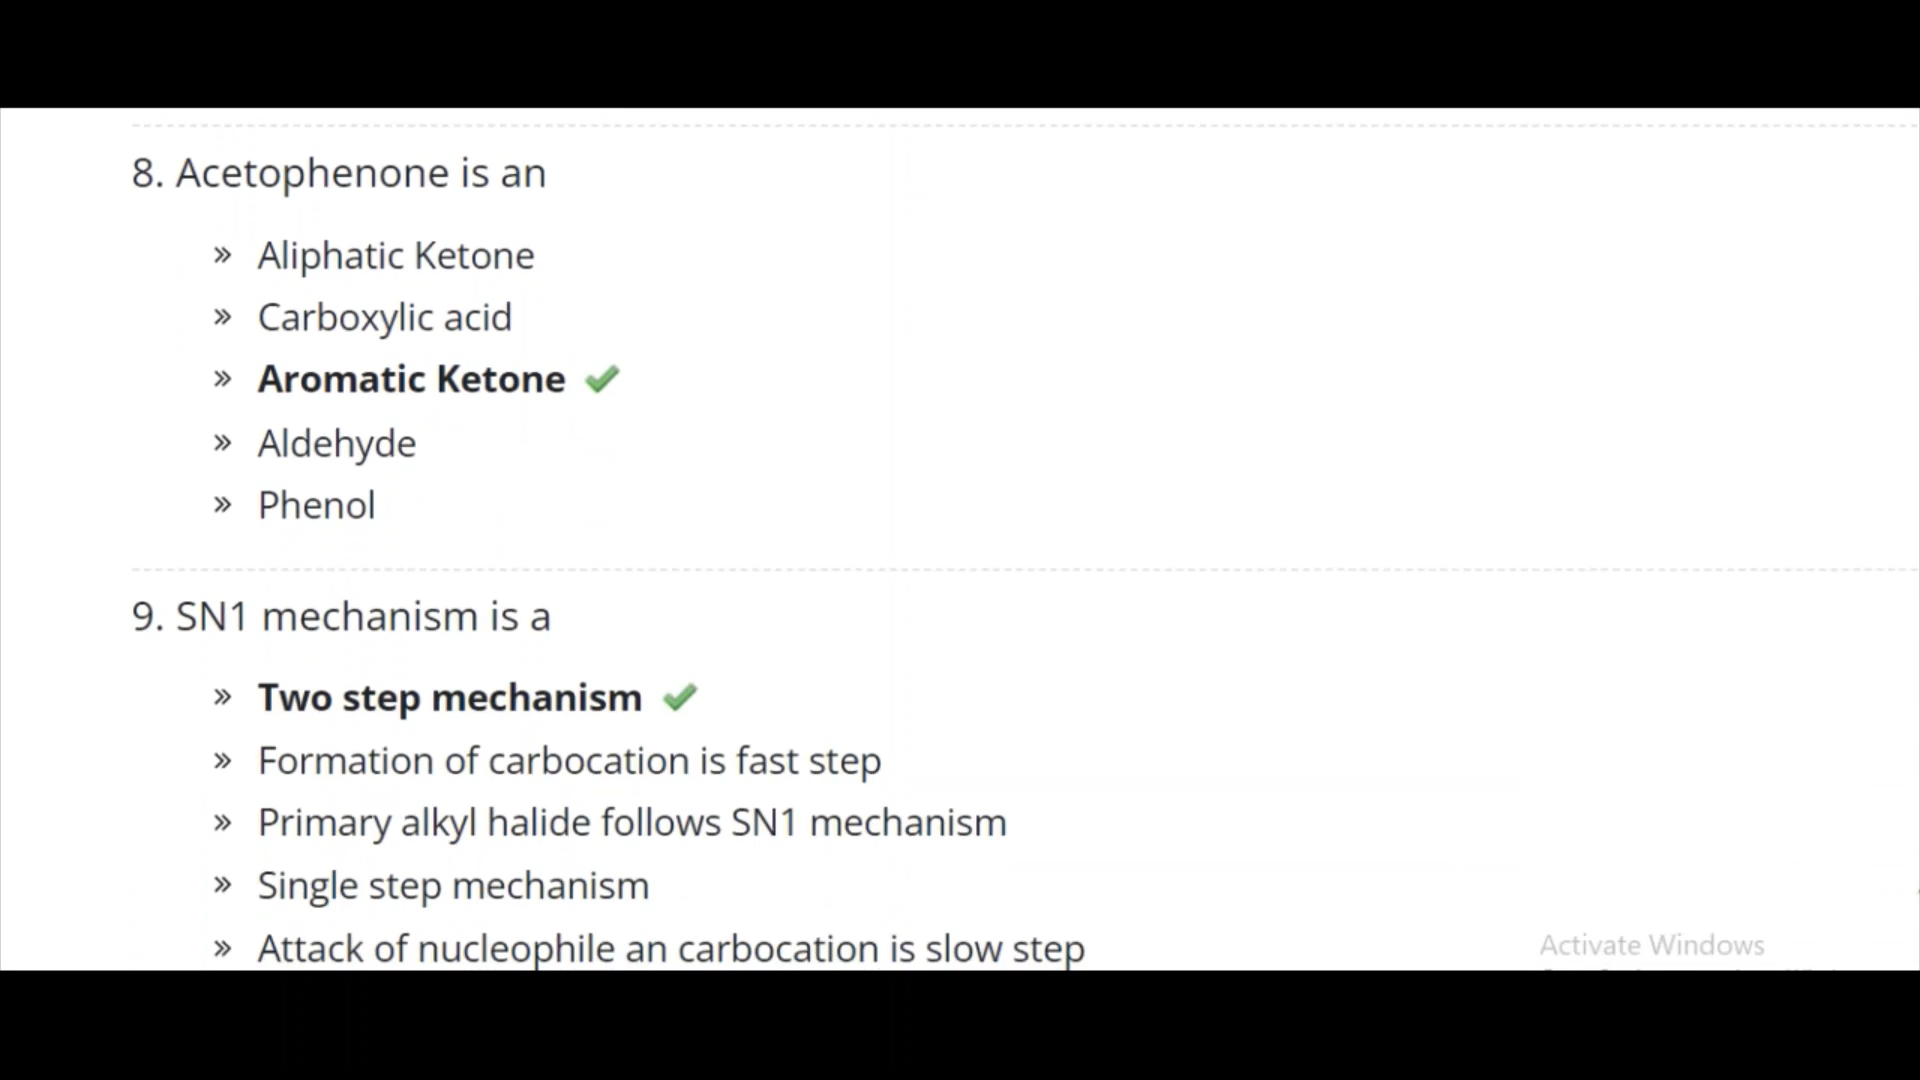 8. Acetophenone is an
» Aliphatic Ketone
» Carboxylic acid
» Aromatic Ketone ✔
» Aldehyde
» Phenol
9. SN1 mechanism is a
» Two step mechanism ✔
» Formation of carbocation is fast step
» Primary alkyl halide follows SN1 mechanism
» Single step mechanism
» Attack of nucleophile an carbocation is slow step
Activate Windows